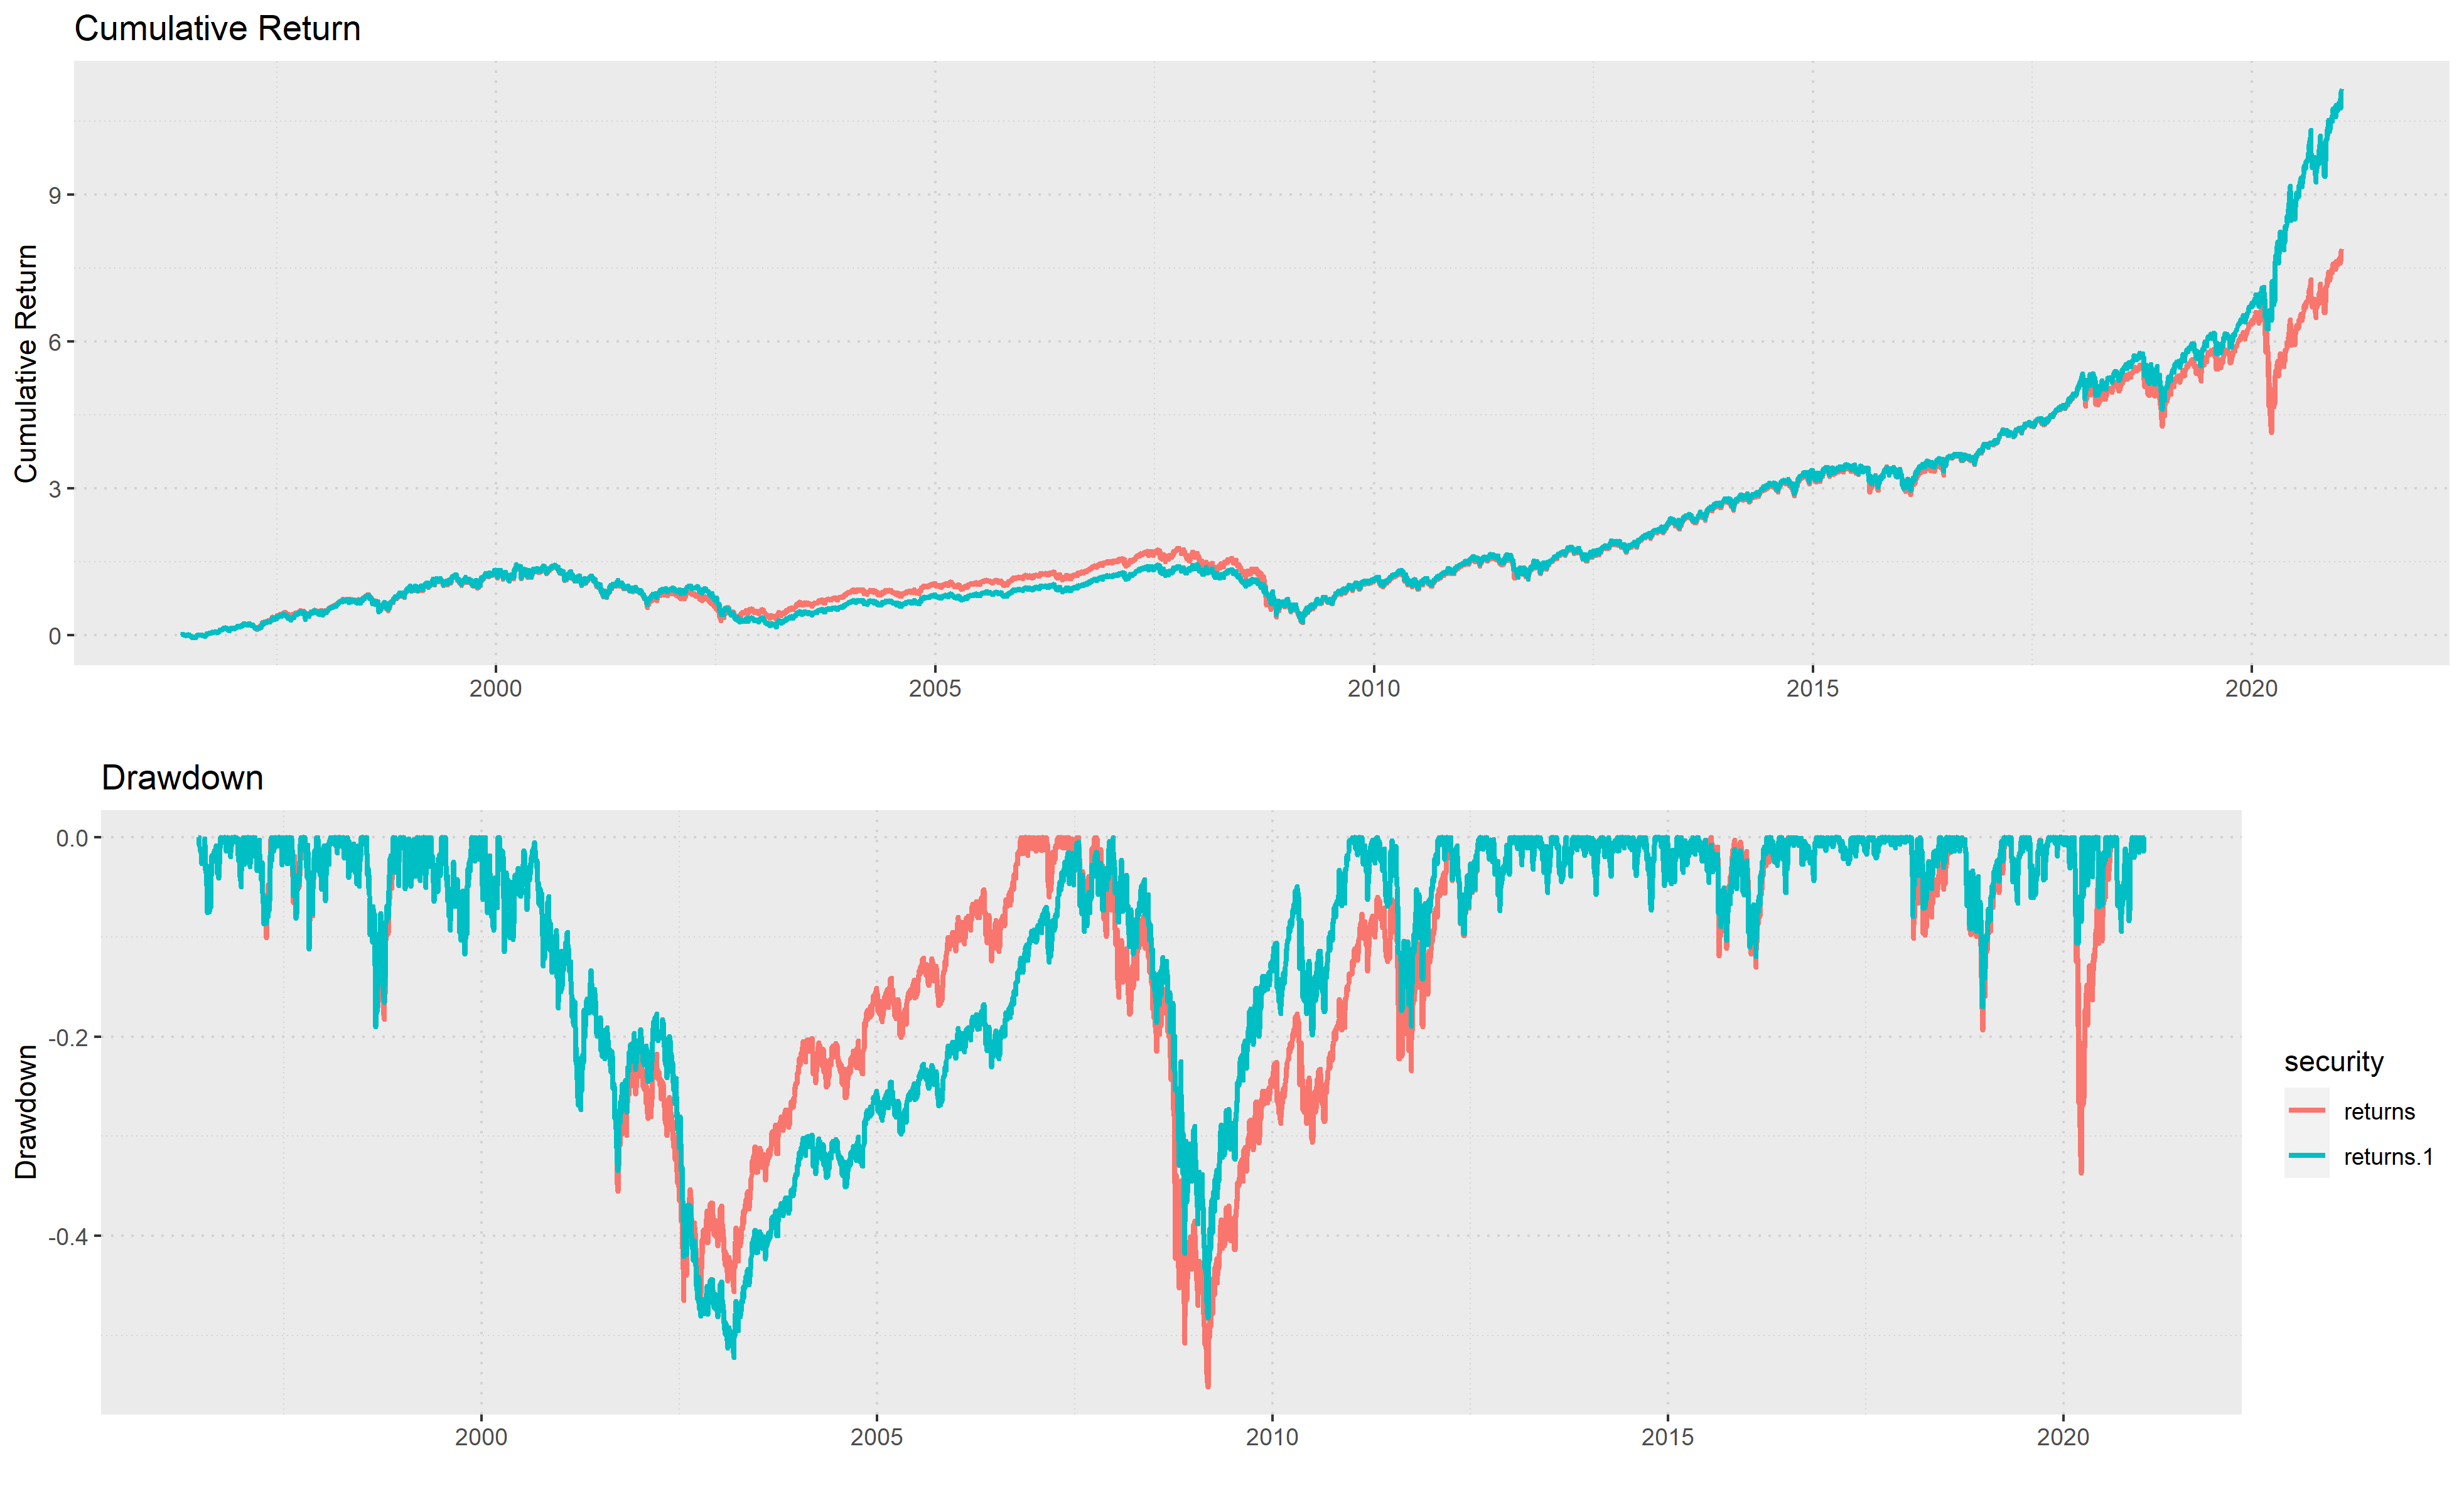 Cumulative Return
Cumulative Return
9
6
3
0
2000 2005 2010 2015 2020
Drawdown
Drawdown
0.0
-0.2
-0.4
2000 2005 2010 2015 2020
security
returns
returns.1